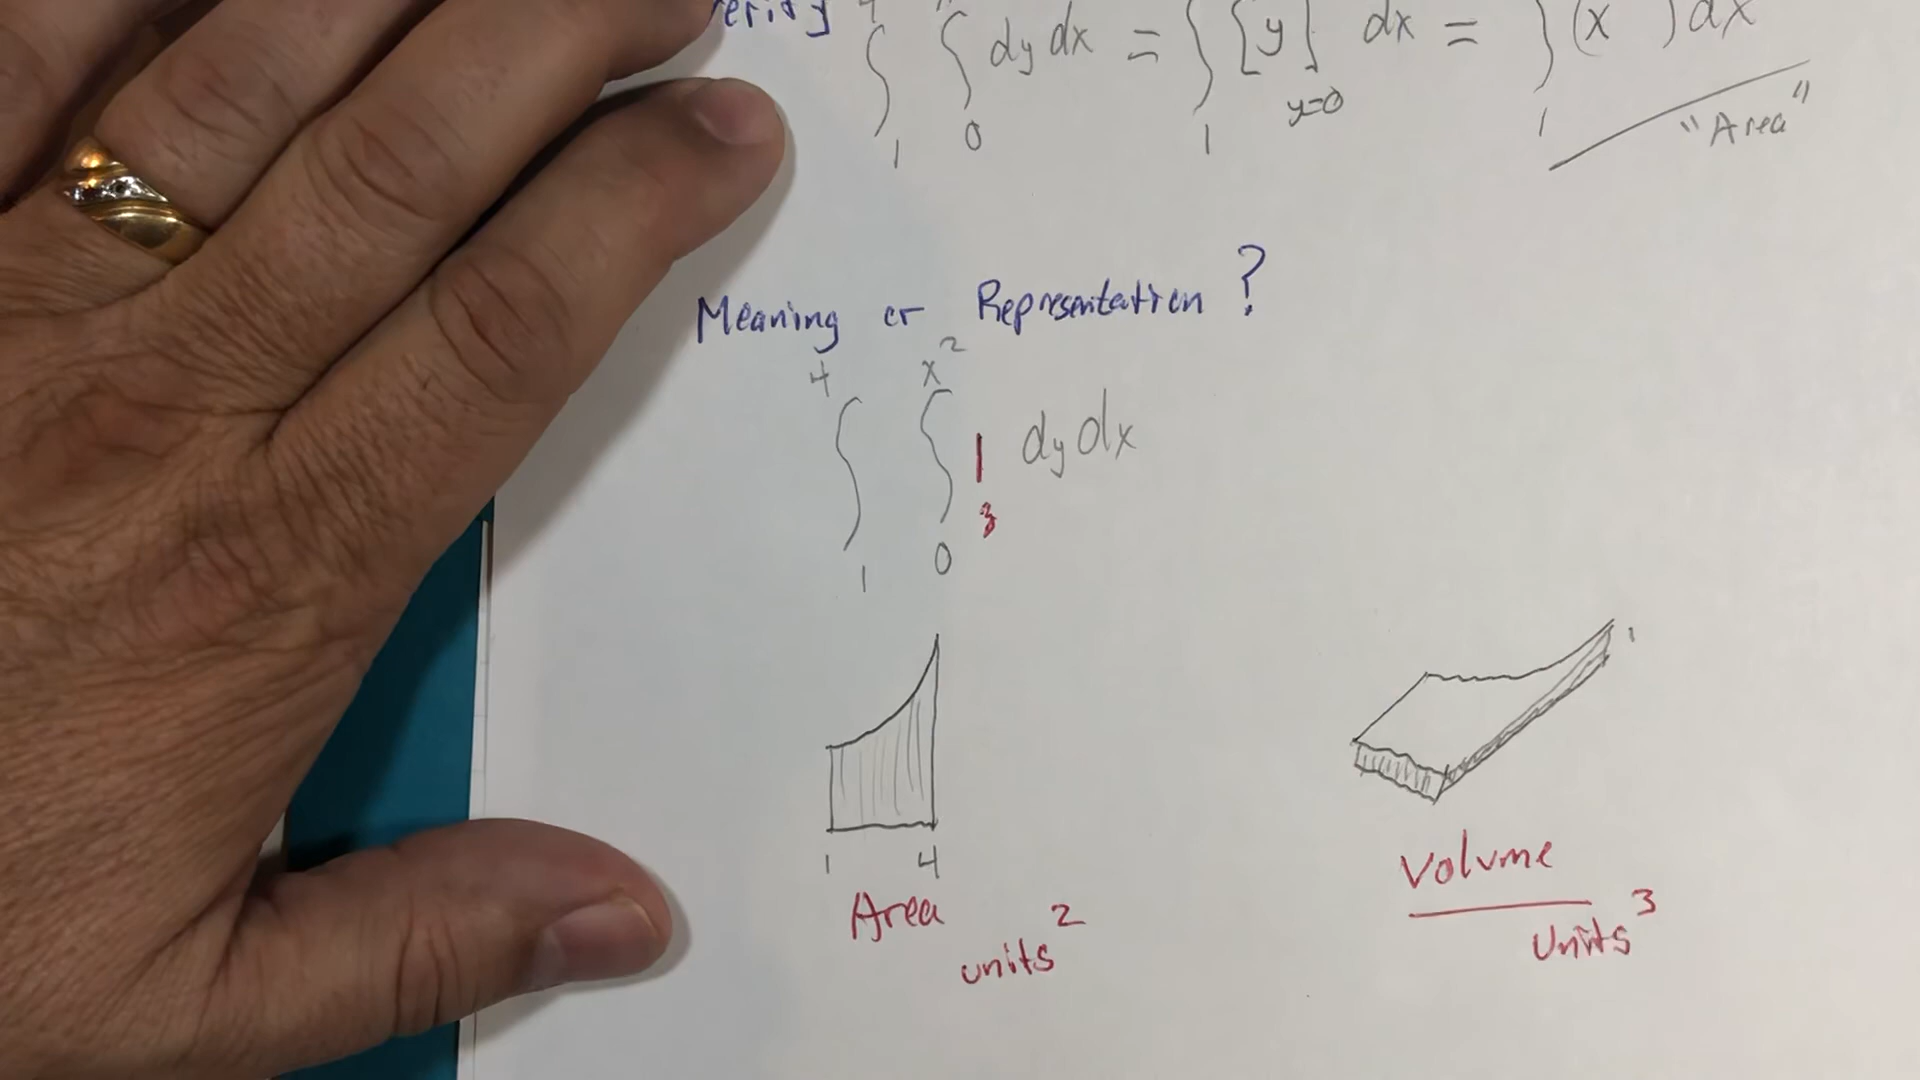 ∫ ∫ dy dx = ∫ [y] dx = ∫ (x ) dx
1 0 1 y=0 1 "Area"
Meaning or Representation ?
4 x²
∫ ∫ 1 dy dx
1 0 3
1
1 4
Area
units²
Volume
Units³